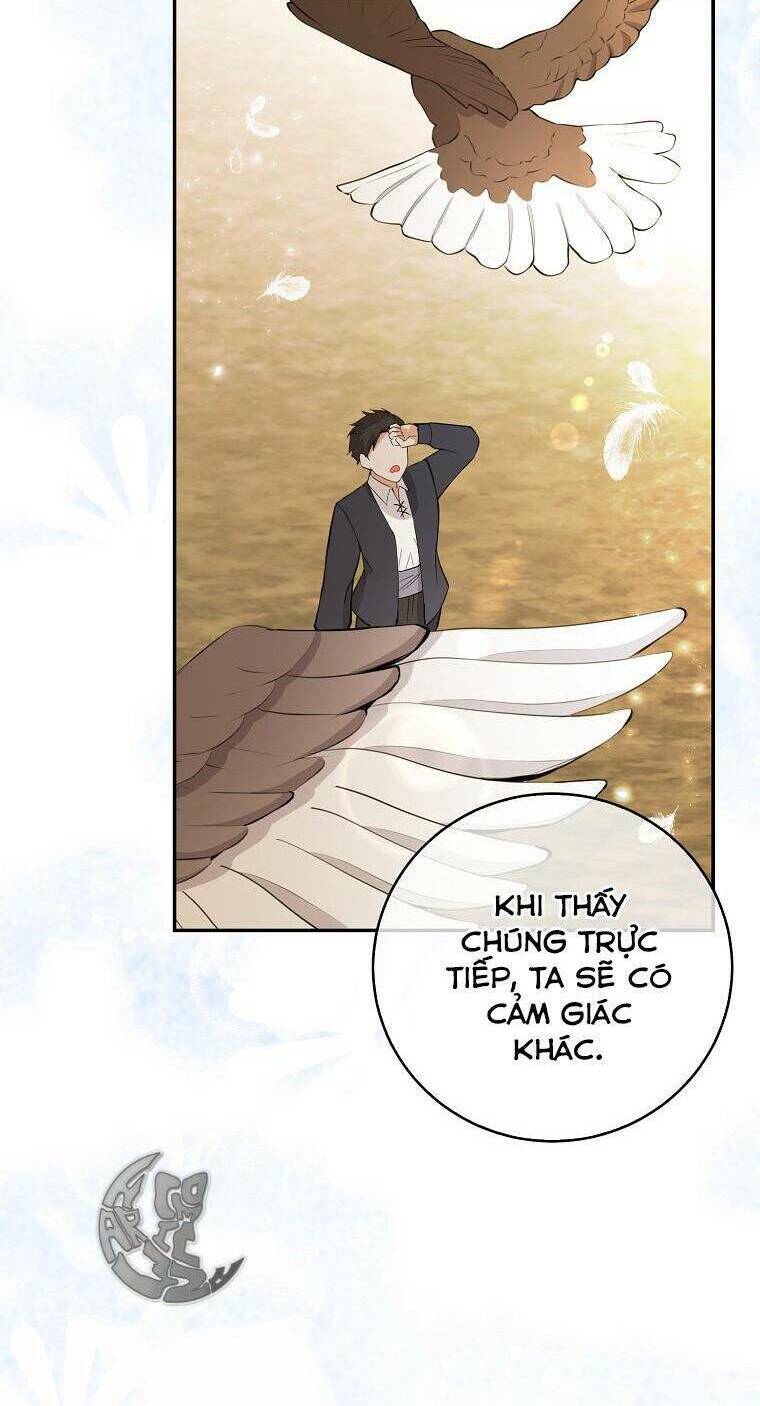 KHI THẤY
CHÚNG TRỰC
TIẾP, TA SẼ CÓ
CẢM GIÁC
KHÁC.